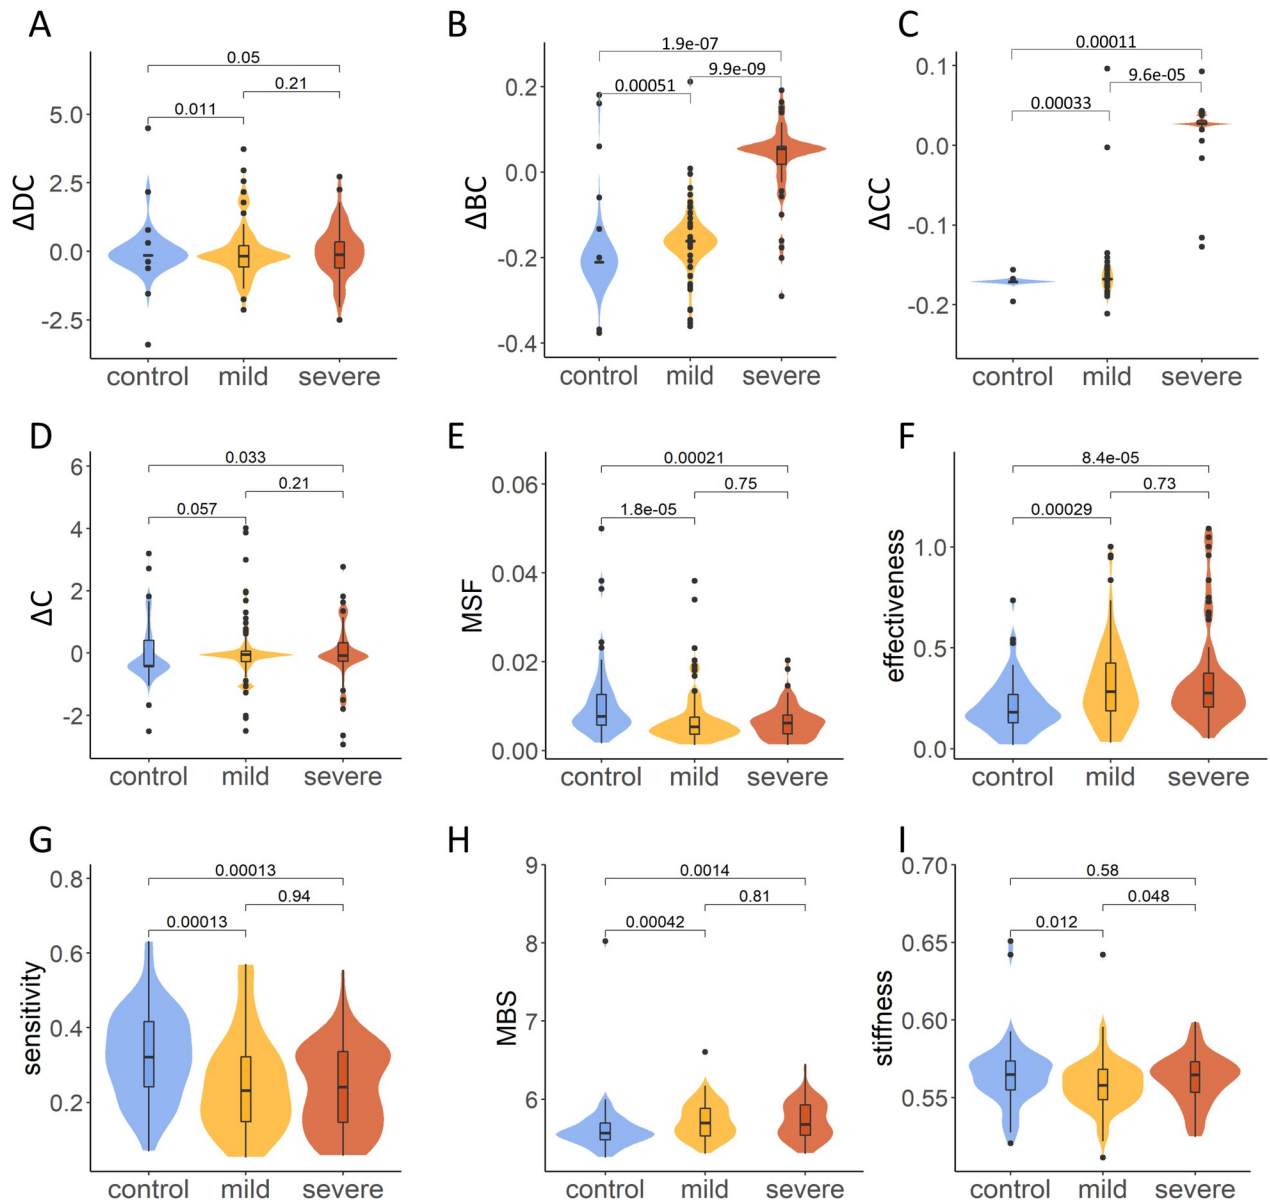 A
ΔDC
5.0
2.5
0.0
-2.5
0.05
0.21
0.011
control mild severe
B
ΔBC
0.2
0.0
-0.2
-0.4
1.9e-07
9.9e-09
0.00051
control mild severe
C
ΔCC
0.1
0.0
-0.1
-0.2
0.00011
9.6e-05
0.00033
control mild severe
D
ΔC
6
4
2
0
-2
0.033
0.21
0.057
control mild severe
E
MSF
0.06
0.04
0.02
0.00
0.00021
0.75
1.8e-05
control mild severe
F
effectiveness
1.0
0.5
0.0
8.4e-05
0.73
0.00029
control mild severe
G
sensitivity
0.8
0.6
0.4
0.2
0.00013
0.94
0.00013
control mild severe
H
MBS
9
8
7
6
0.0014
0.81
0.00042
control mild severe
I
stiffness
0.70
0.65
0.60
0.55
0.58
0.048
0.012
control mild severe